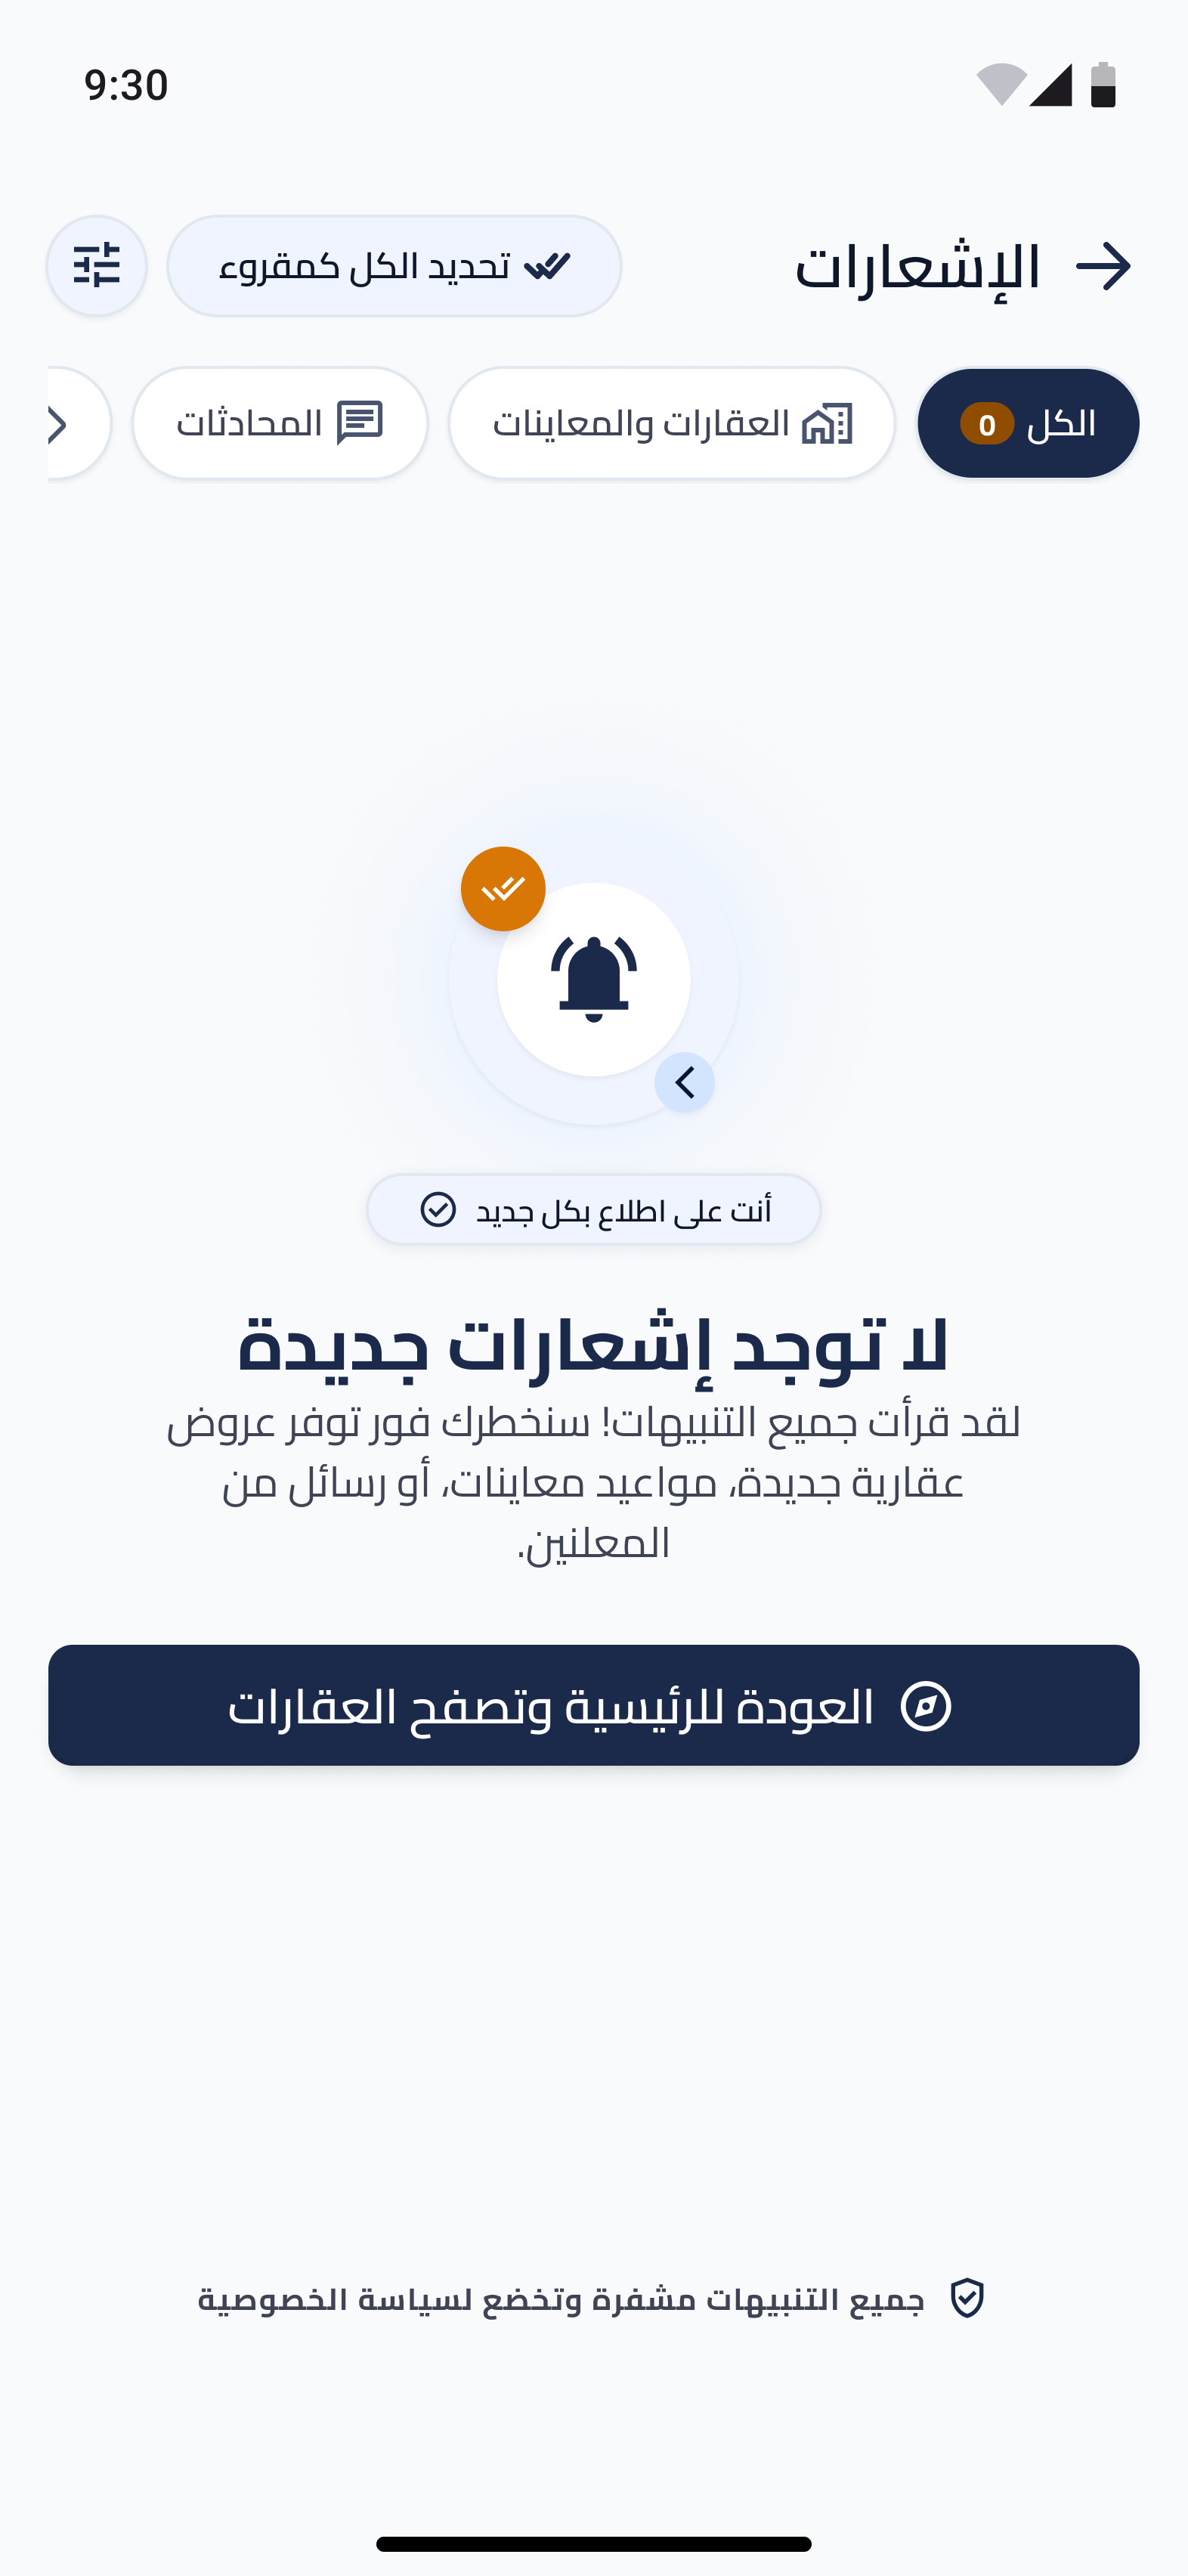 9:30
الإشعارات
تحديد الكل كمقروء
الكل 0
العقارات والمعاينات
المحادثات
أنت على اطلاع بكل جديد
لا توجد إشعارات جديدة
لقد قرأت جميع التنبيهات! سنخطرك فور توفر عروض
عقارية جديدة، مواعيد معاينات، أو رسائل من
المعلنين.
العودة للرئيسية وتصفح العقارات
جميع التنبيهات مشفرة وتخضع لسياسة الخصوصية